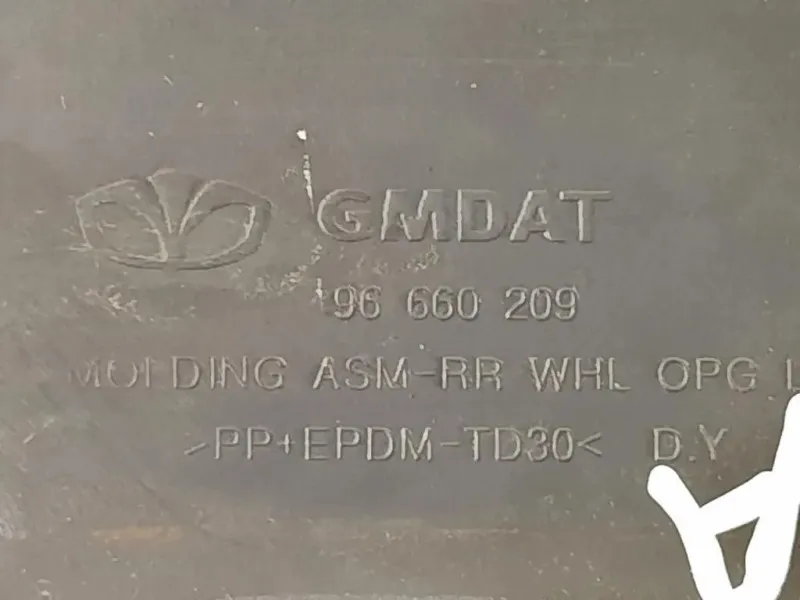 GMDAT
96 660 209
MOLDING ASM-RR WHL OPG L
>PP+EPDM-TD30< D.Y